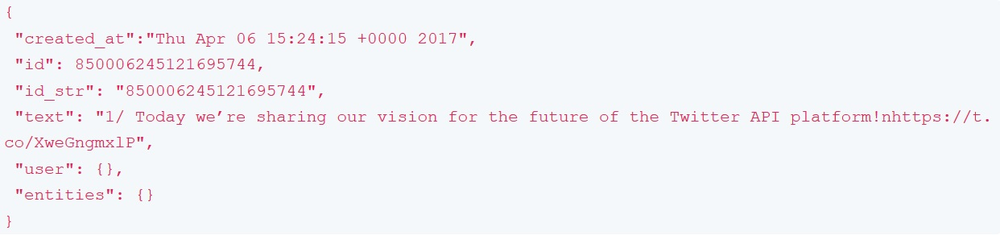 {
 "created_at":"Thu Apr 06 15:24:15 +0000 2017",
 "id": 850006245121695744,
 "id_str": "850006245121695744",
 "text": "1/ Today we’re sharing our vision for the future of the Twitter API platform!nhttps://t.
co/XweGngmxlP",
 "user": {},
 "entities": {}
}